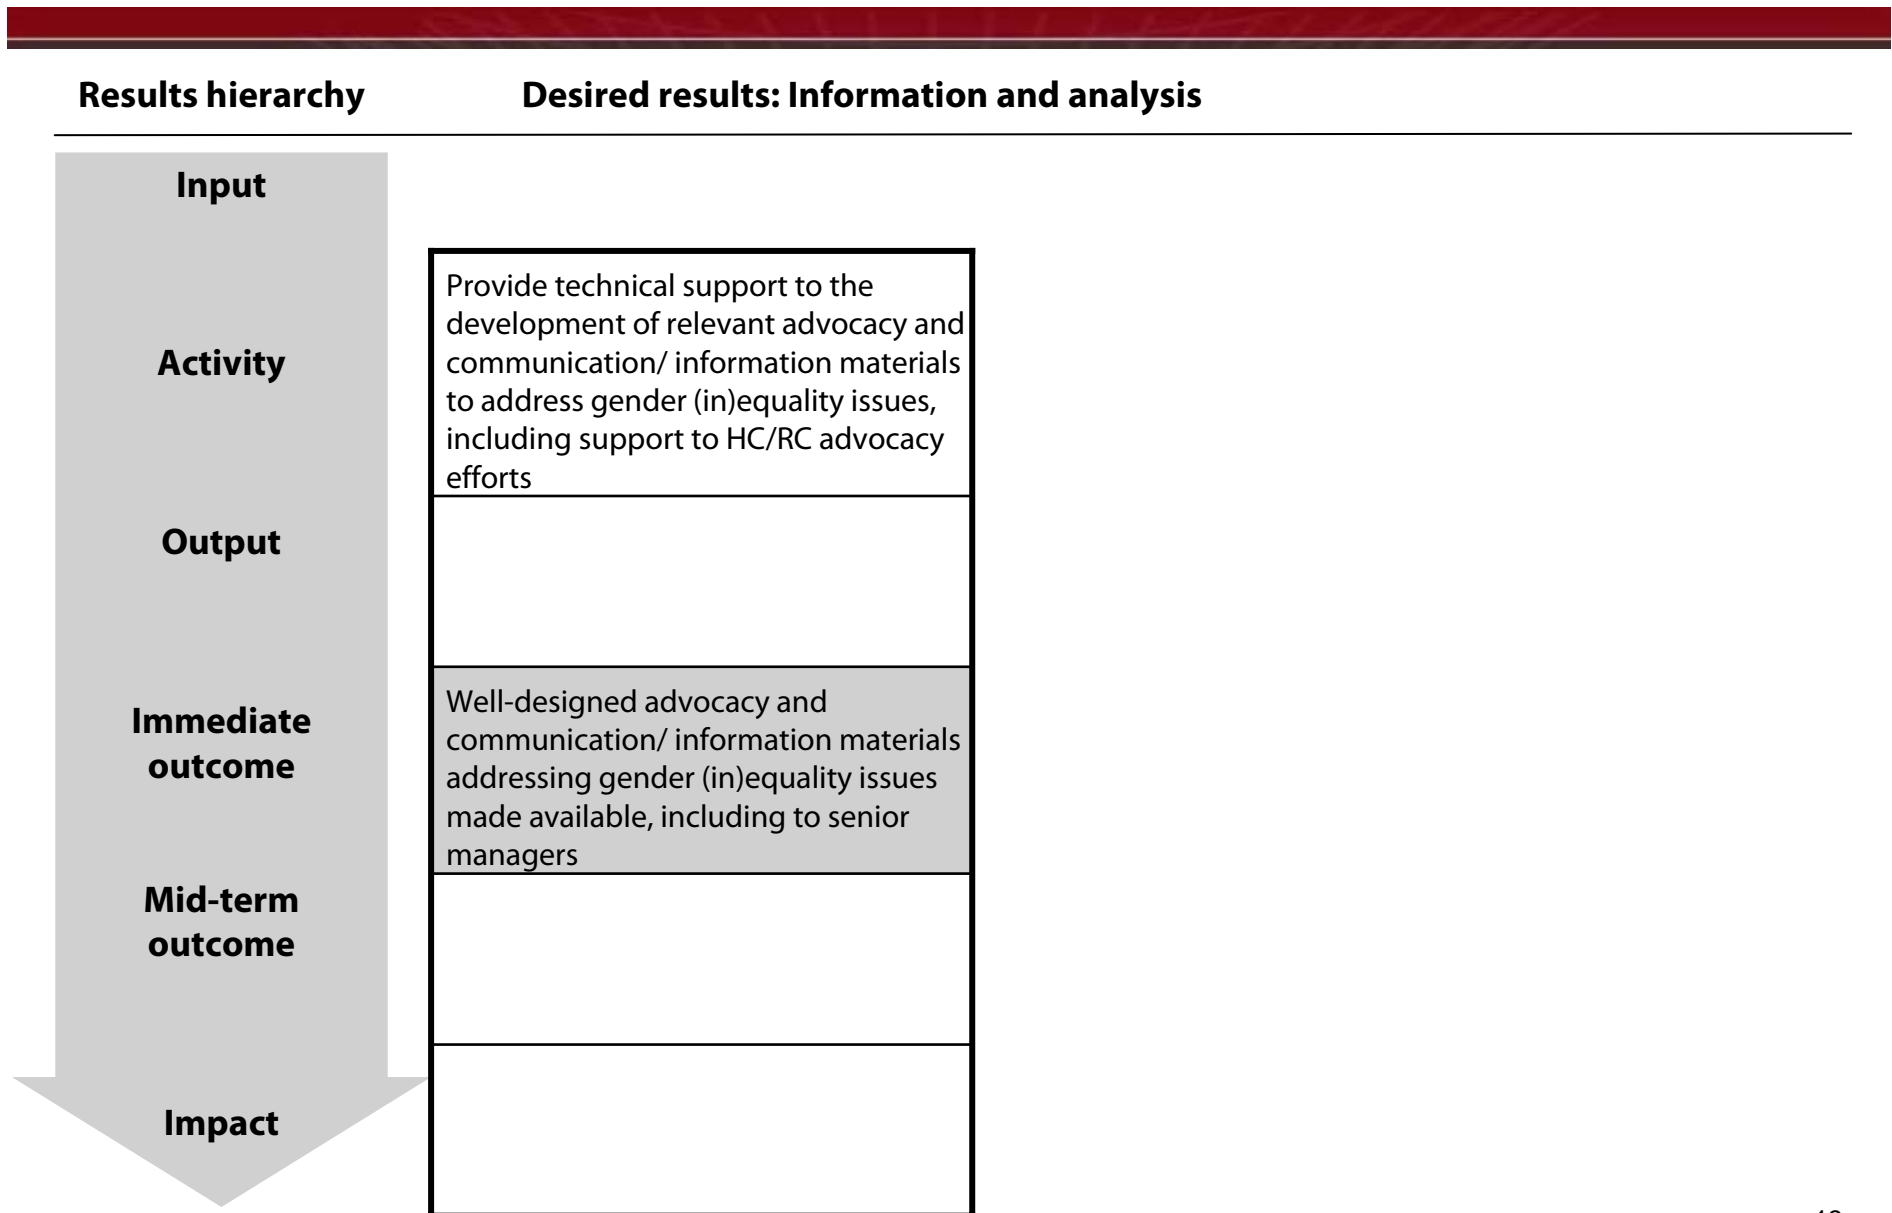 Results hierarchy
Desired results: Information and analysis
Input
Activity
Provide technical support to the
development of relevant advocacy and
communication/ information materials
to address gender (in)equality issues,
including support to HC/RC advocacy
efforts
Output
Immediate
outcome
Well-designed advocacy and
communication/ information materials
addressing gender (in)equality issues
made available, including to senior
managers
Mid-term
outcome
Impact